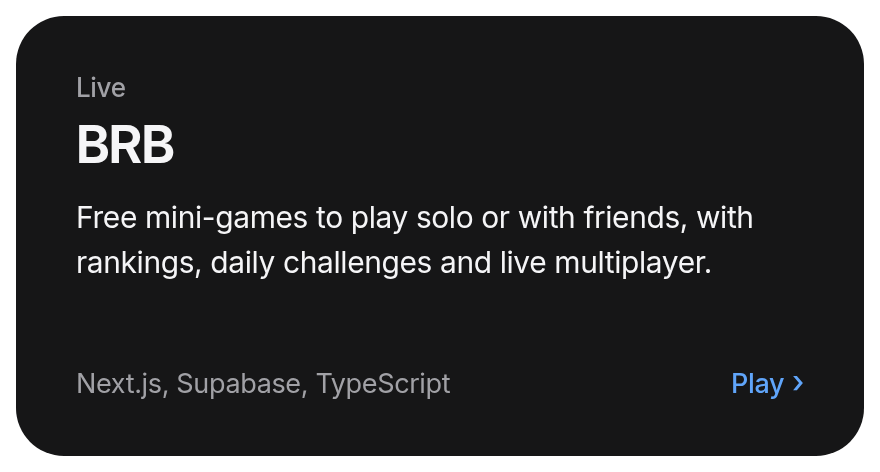 Live
BRB
Free mini-games to play solo or with friends, with
rankings, daily challenges and live multiplayer.
Next.js, Supabase, TypeScript
Play ›